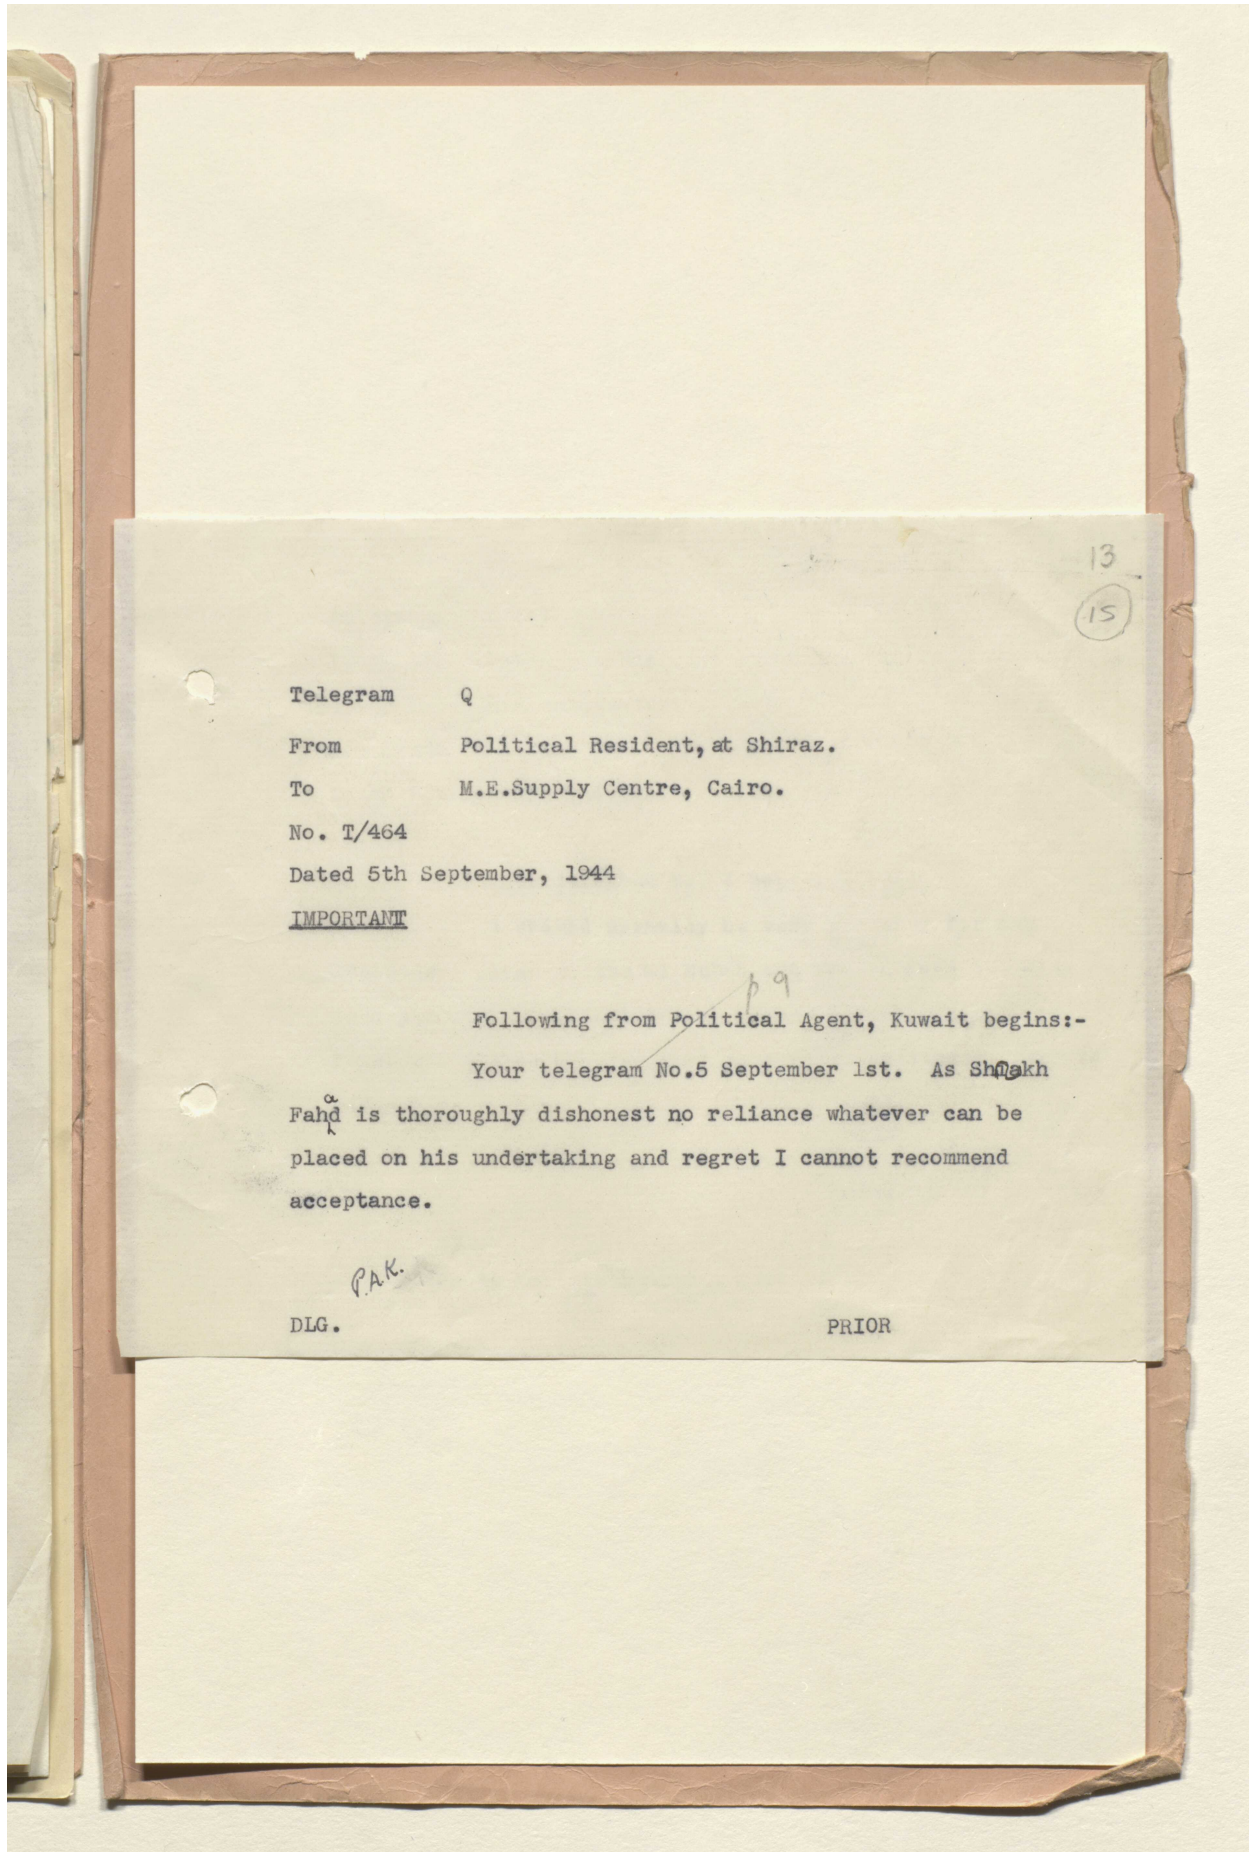 13
15
Telegram Q
From Political Resident, at Shiraz.
To M.E.Supply Centre, Cairo.
No. T/464
Dated 5th September, 1944
IMPORTANT
p 9
Following from Political Agent, Kuwait begins:-
Your telegram No.5 September 1st. As Shaikh
Fahad is thoroughly dishonest no reliance whatever can be
placed on his undertaking and regret I cannot recommend
acceptance.
P.A.K.
DLG. PRIOR